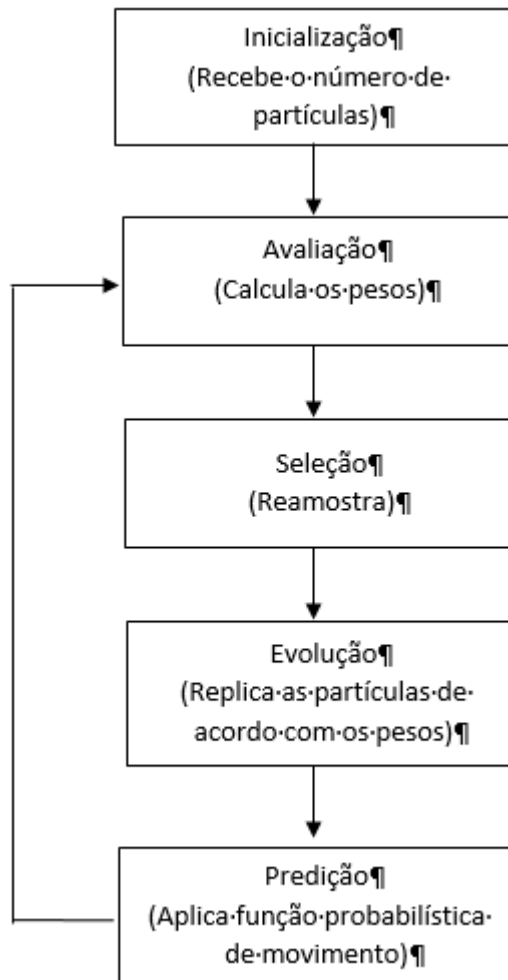 Inicialização¶
(Recebe·o·número·de·
partículas)¶
Avaliação¶
(Calcula·os·pesos)¶
Seleção¶
(Reamostra)¶
Evolução¶
(Replica·as·partículas·de·
acordo·com·os·pesos)¶
Predição¶
(Aplica·função·probabilística·
de·movimento)¶